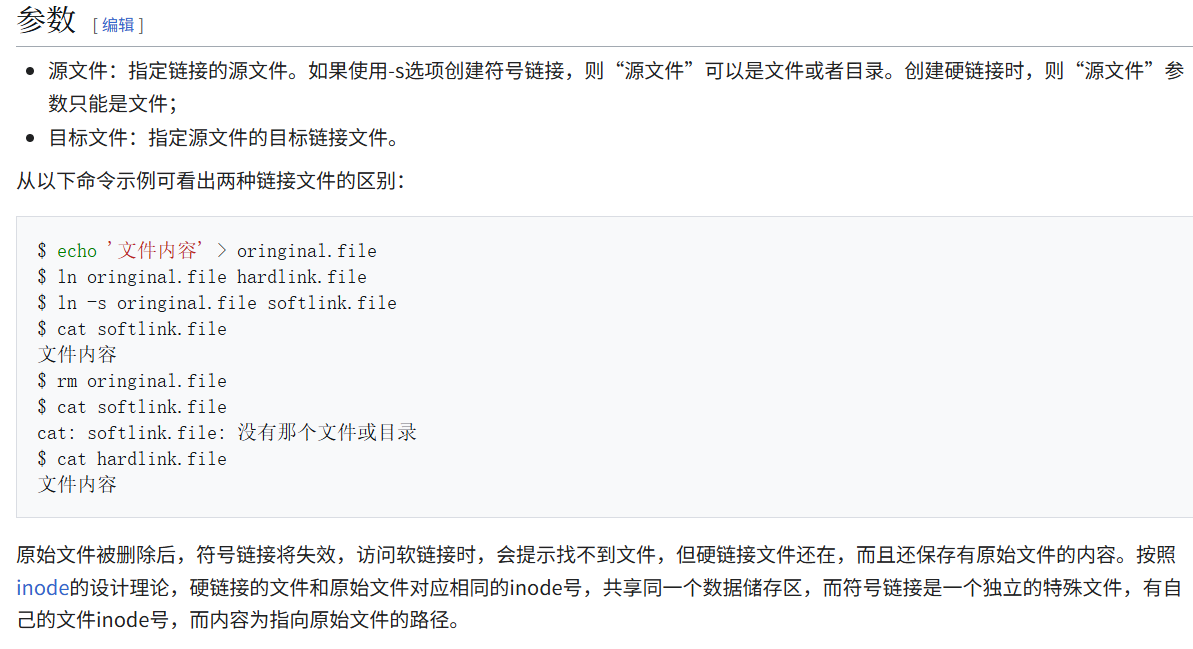 参数 [ 编辑 ]
• 源文件：指定链接的源文件。如果使用-s选项创建符号链接，则“源文件”可以是文件或者目录。创建硬链接时，则“源文件”参
数只能是文件；
• 目标文件：指定源文件的目标链接文件。
从以下命令示例可看出两种链接文件的区别：
$ echo '文件内容' > oringinal.file
$ ln oringinal.file hardlink.file
$ ln -s oringinal.file softlink.file
$ cat softlink.file
文件内容
$ rm oringinal.file
$ cat softlink.file
cat: softlink.file: 没有那个文件或目录
$ cat hardlink.file
文件内容
原始文件被删除后，符号链接将失效，访问软链接时，会提示找不到文件，但硬链接文件还在，而且还保存有原始文件的内容。按照
inode的设计理论，硬链接的文件和原始文件对应相同的inode号，共享同一个数据储存区，而符号链接是一个独立的特殊文件，有自
己的文件inode号，而内容为指向原始文件的路径。